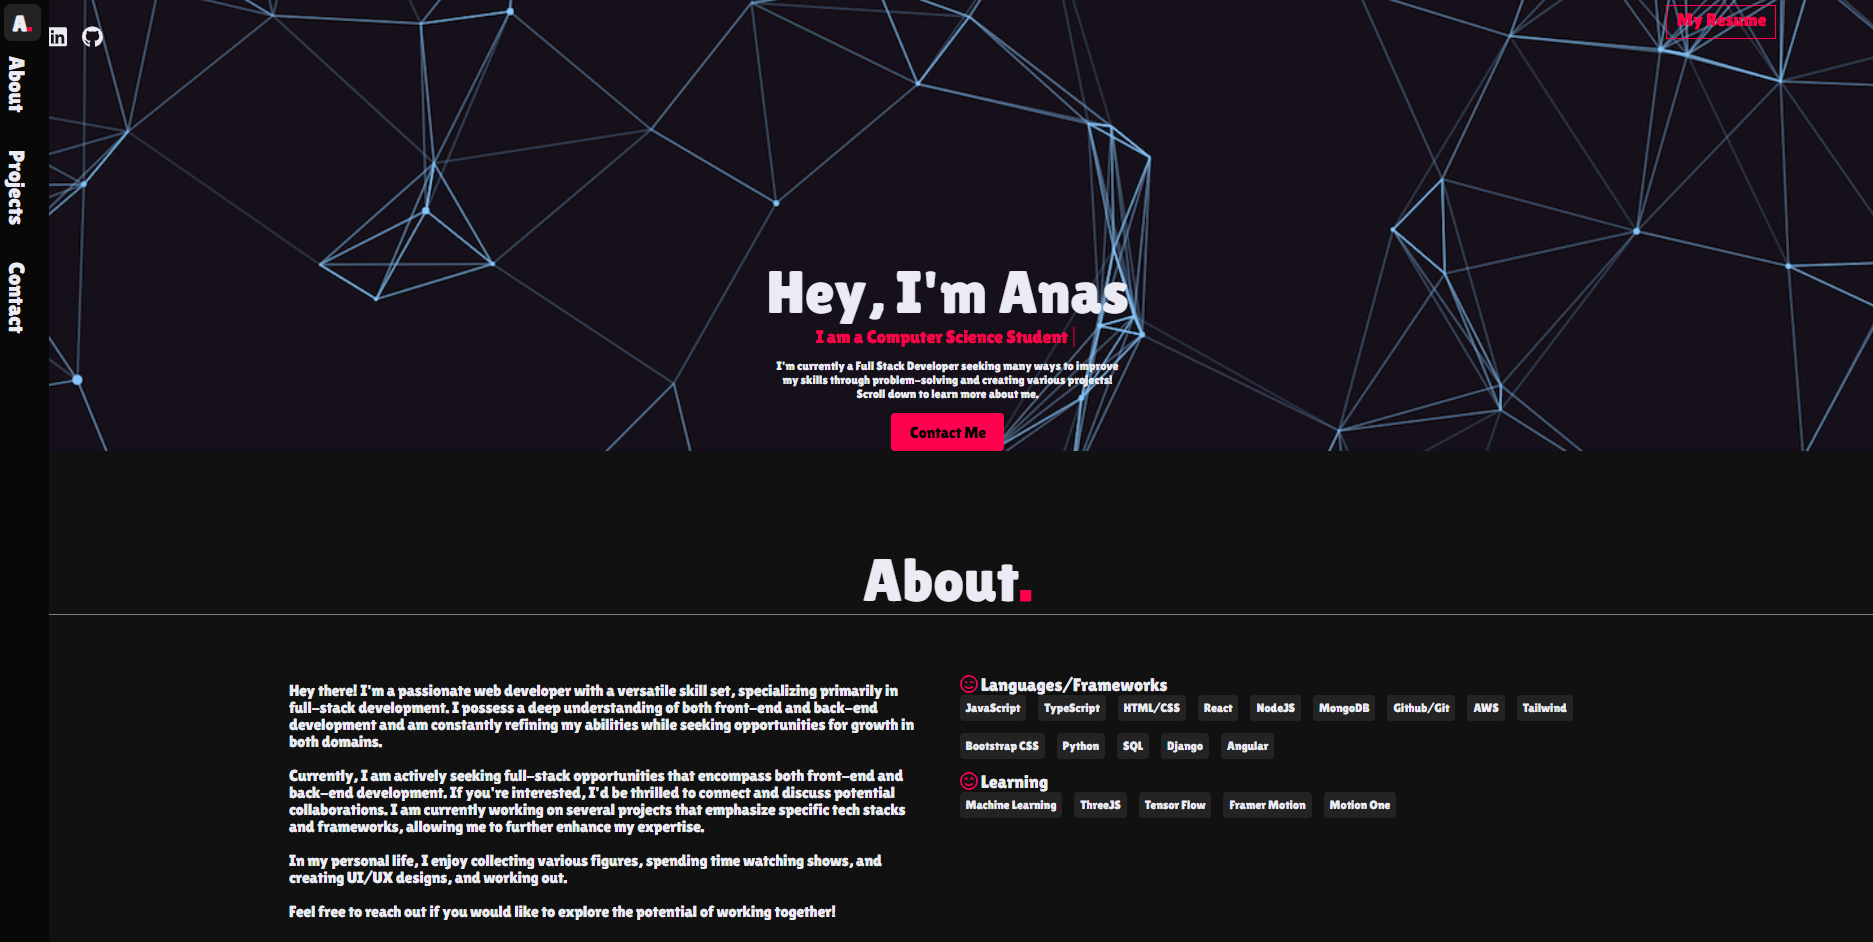 A.
in
My Resume
About
Projects
Contact
Hey, I'm Anas
I am a Computer Science Student
I'm currently a Full Stack Developer seeking many ways to improve
my skills through problem-solving and creating various projects!
Scroll down to learn more about me.
Contact Me
About.
Hey there! I'm a passionate web developer with a versatile skill set, specializing primarily in
full-stack development. I possess a deep understanding of both front-end and back-end
development and am constantly refining my abilities while seeking opportunities for growth in
both domains.
Currently, I am actively seeking full-stack opportunities that encompass both front-end and
back-end development. If you're interested, I'd be thrilled to connect and discuss potential
collaborations. I am currently working on several projects that emphasize specific tech stacks
and frameworks, allowing me to further enhance my expertise.
In my personal life, I enjoy collecting various figures, spending time watching shows, and
creating UI/UX designs, and working out.
Feel free to reach out if you would like to explore the potential of working together!
Languages/Frameworks
JavaScript TypeScript HTML/CSS React NodeJS MongoDB Github/Git AWS Tailwind
Bootstrap CSS Python SQL Django Angular
Learning
Machine Learning ThreeJS Tensor Flow Framer Motion Motion One